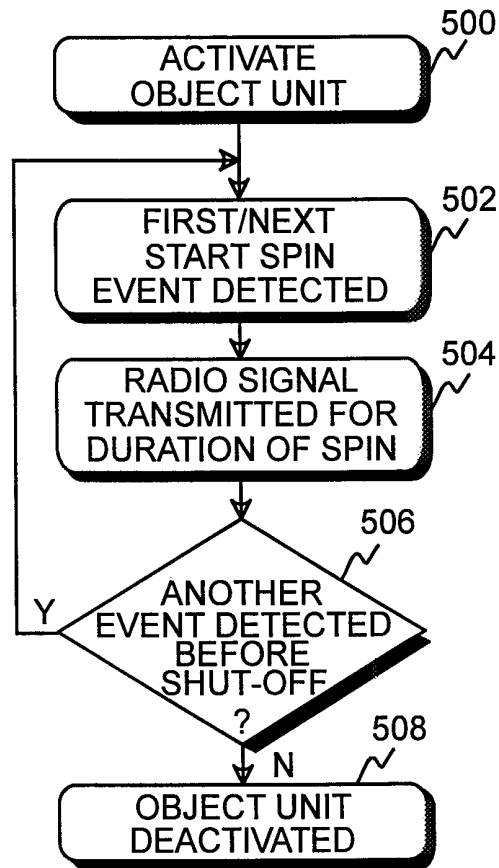 500
ACTIVATE
OBJECT UNIT
502
FIRST/NEXT
START SPIN
EVENT DETECTED
504
RADIO SIGNAL
TRANSMITTED FOR
DURATION OF SPIN
506
Y
ANOTHER
EVENT DETECTED
BEFORE
SHUT-OFF
?
N
508
OBJECT UNIT
DEACTIVATED